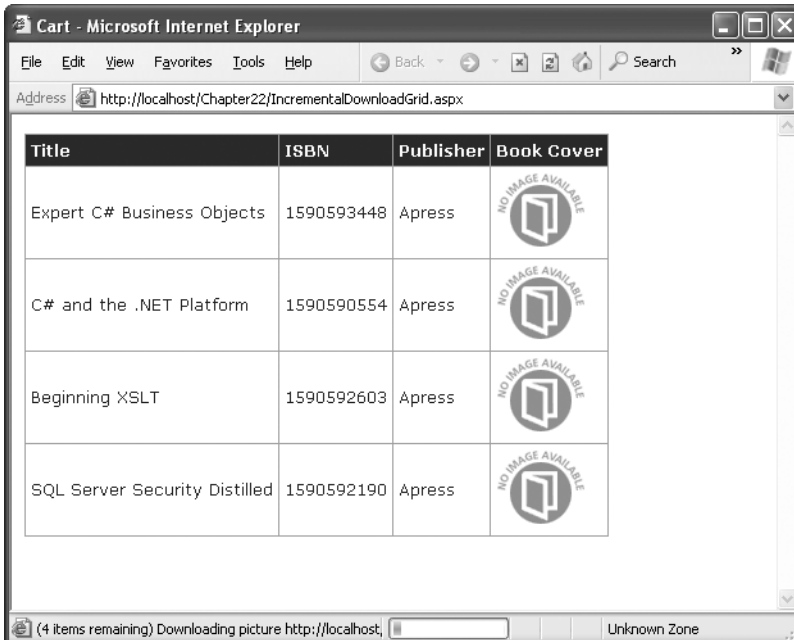 Cart - Microsoft Internet Explorer
File Edit View Favorites Tools Help Back Search »
Address http://localhost/Chapter22/IncrementalDownloadGrid.aspx
Title ISBN Publisher Book Cover
NO IMAGE AVAILABLE
Expert C# Business Objects 1590593448 Apress
NO IMAGE AVAILABLE
C# and the .NET Platform 1590590554 Apress
NO IMAGE AVAILABLE
Beginning XSLT 1590592603 Apress
NO IMAGE AVAILABLE
SQL Server Security Distilled 1590592190 Apress
(4 items remaining) Downloading picture http://localhost, Unknown Zone